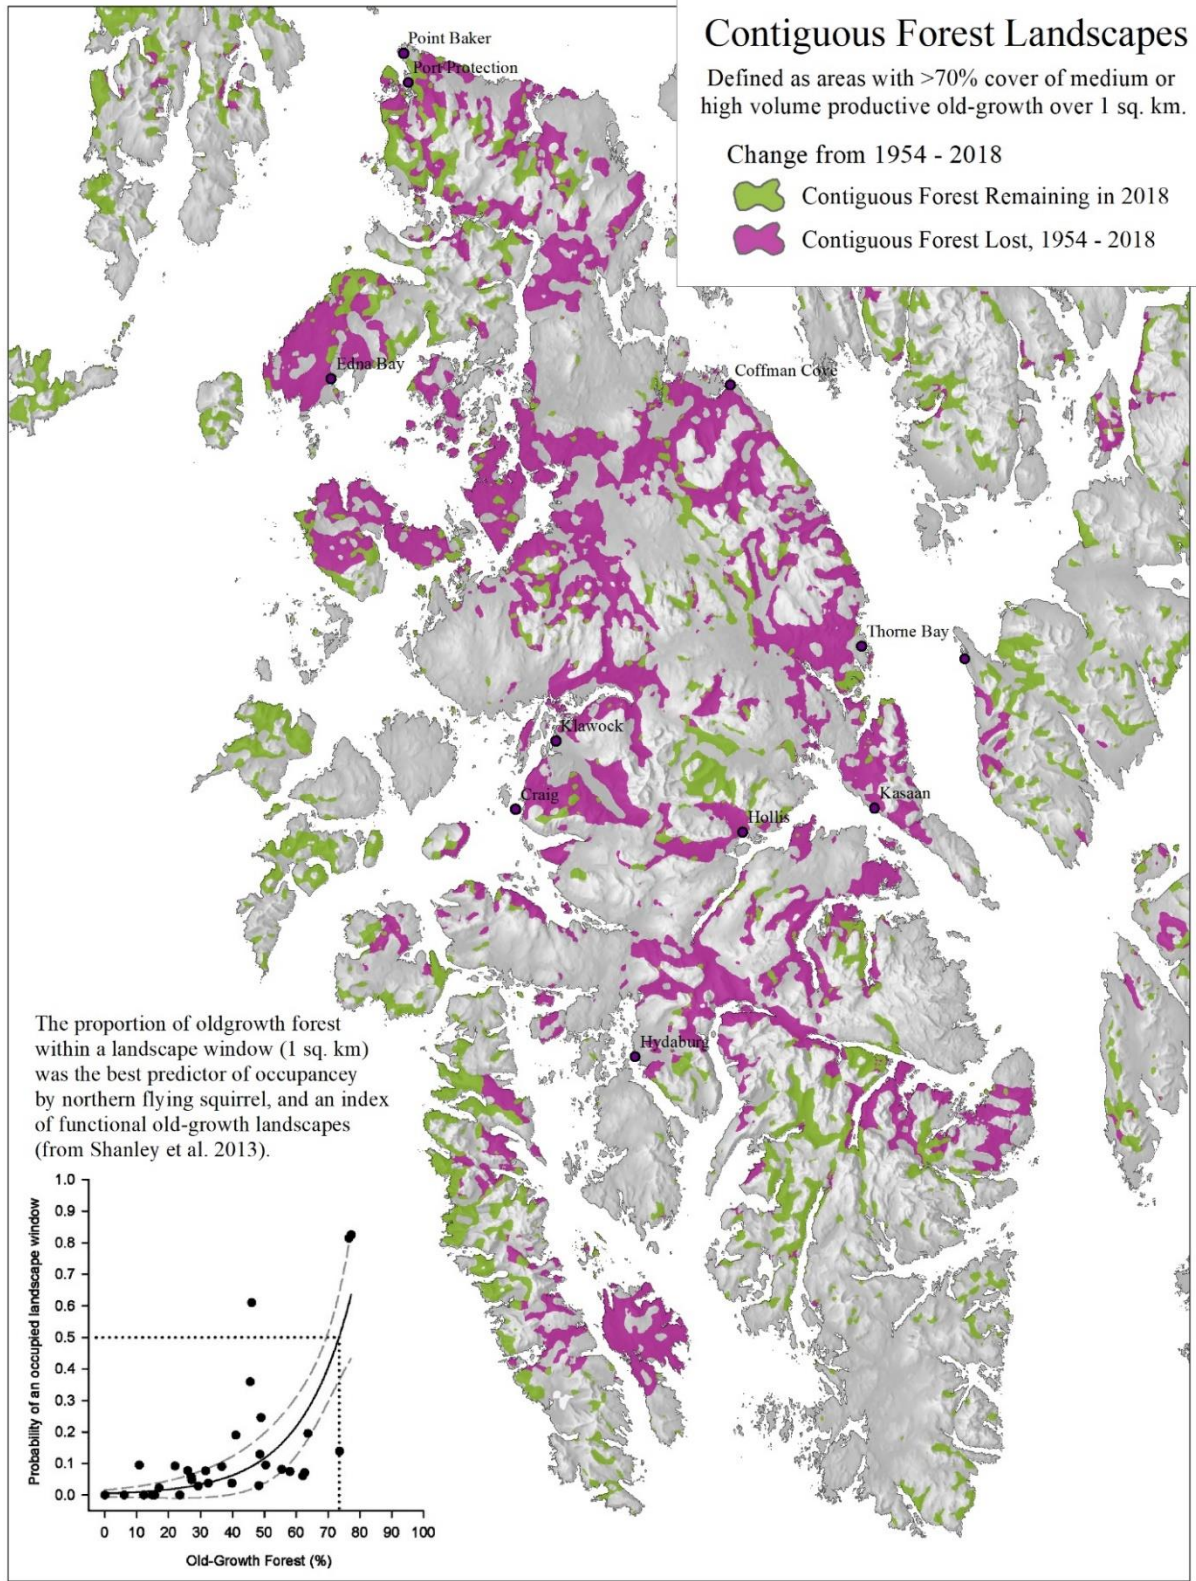 Contiguous Forest Landscapes
Defined as areas with >70% cover of medium or
high volume productive old-growth over 1 sq. km.
Change from 1954 - 2018
Contiguous Forest Remaining in 2018
Contiguous Forest Lost, 1954 - 2018
Point Baker
Port Protection
Edna Bay
Coffman Cove
Thorne Bay
Klawock
Craig
Kasaan
Hollis
Hydaburg
The proportion of oldgrowth forest
within a landscape window (1 sq. km)
was the best predictor of occupancey
by northern flying squirrel, and an index
of functional old-growth landscapes
(from Shanley et al. 2013).
Probability of an occupied landscape window
1.0
0.9
0.8
0.7
0.6
0.5
0.4
0.3
0.2
0.1
0.0
0 10 20 30 40 50 60 70 80 90 100
Old-Growth Forest (%)